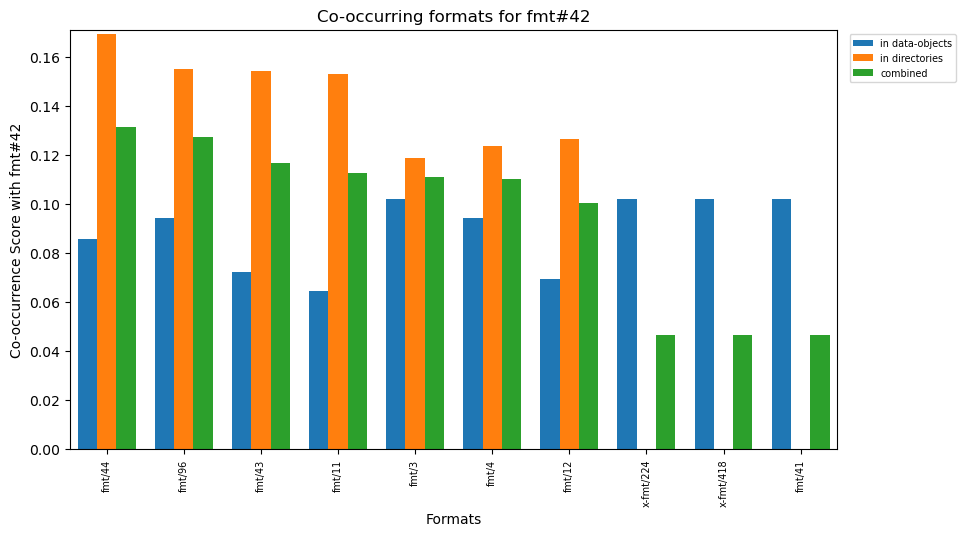 Co-occurring formats for fmt#42
Co-occurrence Score with fmt#42
0.16
0.14
0.12
0.10
0.08
0.06
0.04
0.02
0.00
fmt/44
fmt/96
fmt/43
fmt/11
fmt/3
fmt/4
fmt/12
x-fmt/224
x-fmt/418
fmt/41
Formats
in data-objects
in directories
combined